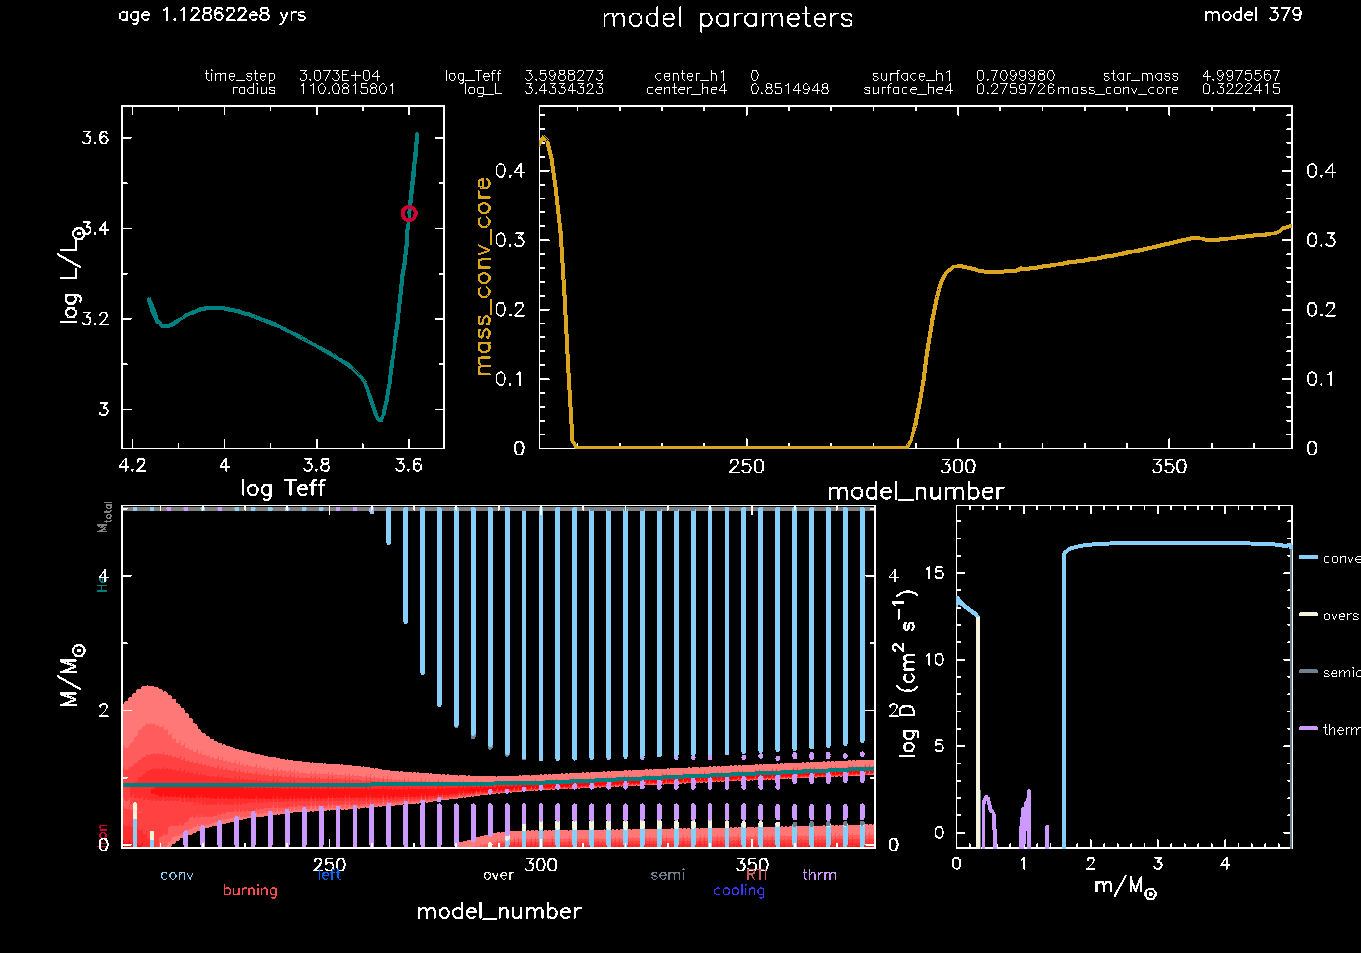 age 1.128622e8 yrs
model parameters
model 379
time_step 3.073E+04 log_Teff 3.5988273 center_h1 0 surface_h1 0.7099980 star_mass 4.9975567
radius 110.0815801 log_L 3.4334323 center_he4 0.8514948 surface_he4 0.2759726 mass_conv_core 0.3222415
log L/L⊙
3.6
3.4
3.2
3
4.2 4 3.8 3.6
log Teff
mass_conv_core
0.4 0.4
0.3 0.3
0.2 0.2
0.1 0.1
0 0
250 300 350
model_number
M/M⊙
Mtotal
He
4 4
2 2
0 0
250 300 350
conv left over semi RTI thrm
burning cooling
model_number
log D (cm² s⁻¹)
15
10
5
0
0 1 2 3 4
m/M⊙
conve
overs
semic
therm